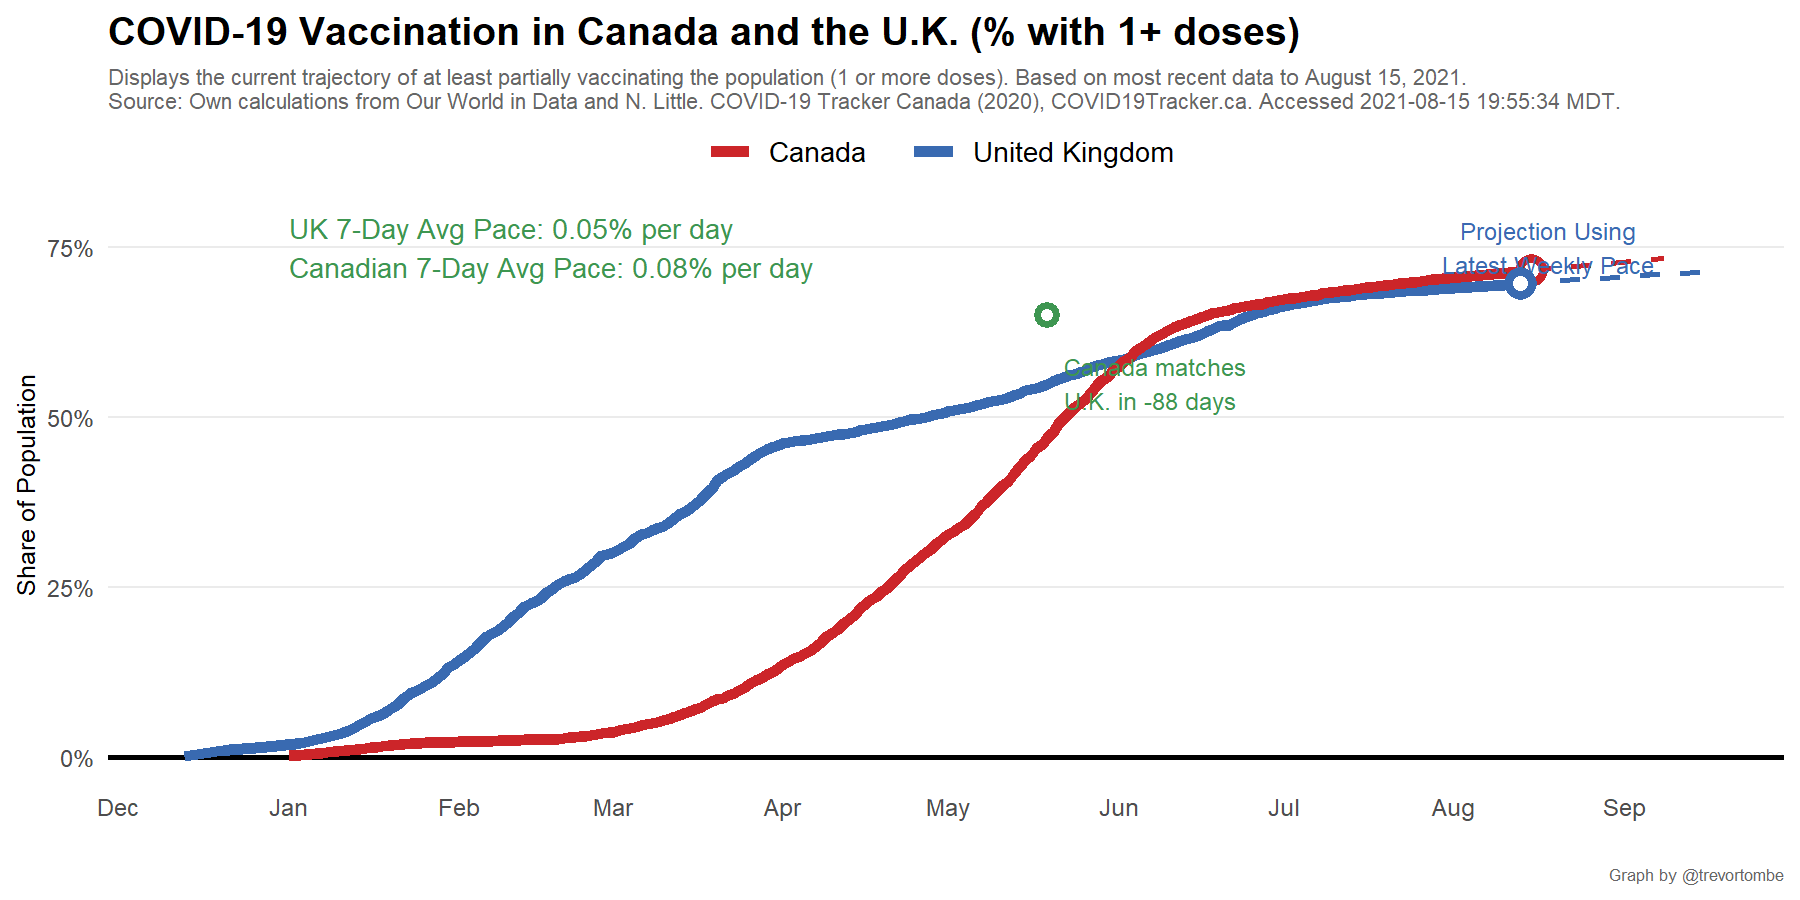 COVID-19 Vaccination in Canada and the U.K. (% with 1+ doses)
Displays the current trajectory of at least partially vaccinating the population (1 or more doses). Based on most recent data to August 15, 2021.
Source: Own calculations from Our World in Data and N. Little. COVID-19 Tracker Canada (2020), COVID19Tracker.ca. Accessed 2021-08-15 19:55:34 MDT.
Canada
United Kingdom
UK 7-Day Avg Pace: 0.05% per day
Canadian 7-Day Avg Pace: 0.08% per day
Projection Using
Latest Weekly Pace
Canada matches
U.K. in -88 days
Share of Population
75%
50%
25%
0%
Dec Jan Feb Mar Apr May Jun Jul Aug Sep
Graph by @trevortombe